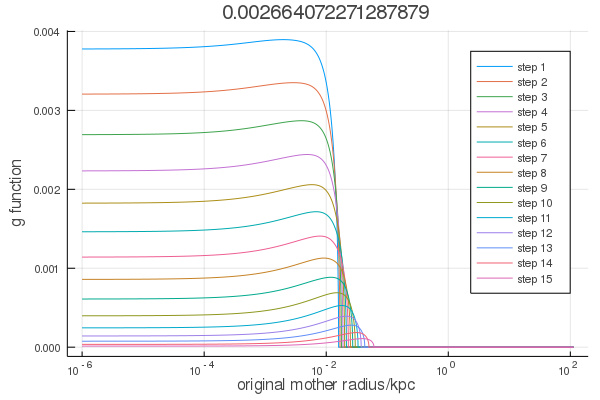 0.0026640722712878​79
0.004
0.003
0.002
0.001
0.000
g function
10^-6
10^-4
10^-2
10^0
10^2
original mother radius/kpc
step 1
step 2
step 3
step 4
step 5
step 6
step 7
step 8
step 9
step 10
step 11
step 12
step 13
step 14
step 15